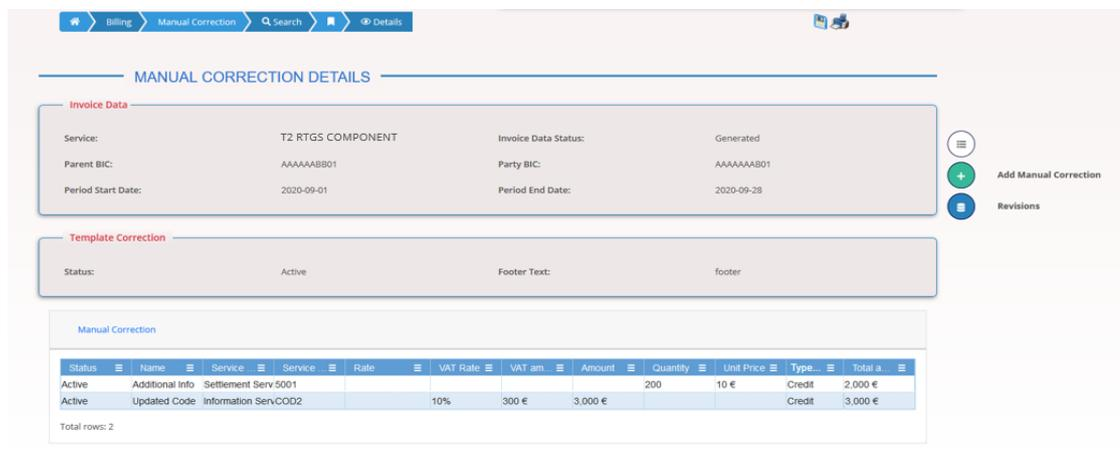 Billing Manual Correction Search Details
MANUAL CORRECTION DETAILS
Invoice Data
Service: T2 RTGS COMPONENT Invoice Data Status: Generated
Parent BIC: AAAAAABB01 Party BIC: AAAAAAAB01
Period Start Date: 2020-09-01 Period End Date: 2020-09-28
Add Manual Correction
Revisions
Template Correction
Status: Active Footer Text: footer
Manual Correction
Status Name Service ... Service ... Rate VAT Rate VAT am... Amount Quantity Unit Price Type... Total a...
Active Additional Info Settlement Serv 5001 200 10 € Credit 2,000 €
Active Updated Code Information Serv COD2 10% 300 € 3,000 € Credit 3,000 €
Total rows: 2